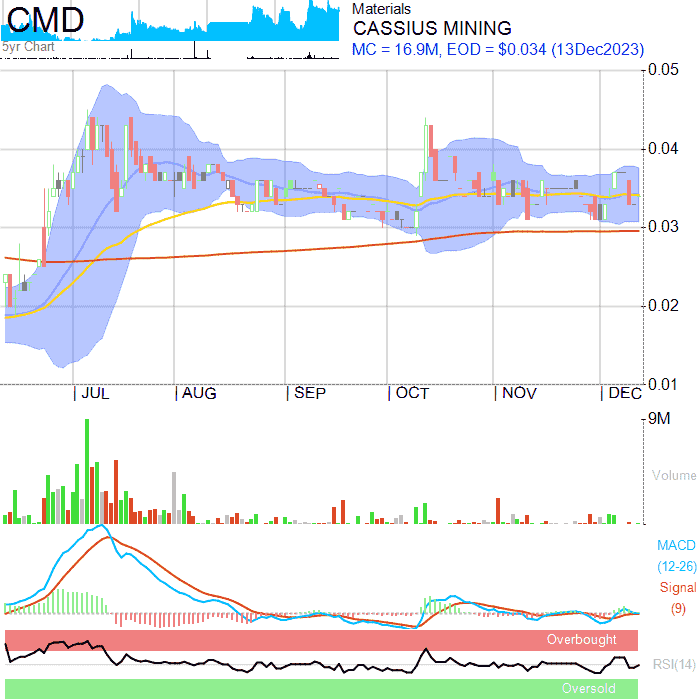 CMD
5yr Chart
Materials
CASSIUS MINING
MC = 16.9M, EOD = $0.034 (13Dec2023)
0.05
0.04
0.03
0.02
0.01
JUL AUG SEP OCT NOV DEC
9M
Volume
MACD
(12-26)
Signal
(9)
Overbought
RSI(14)
Oversold